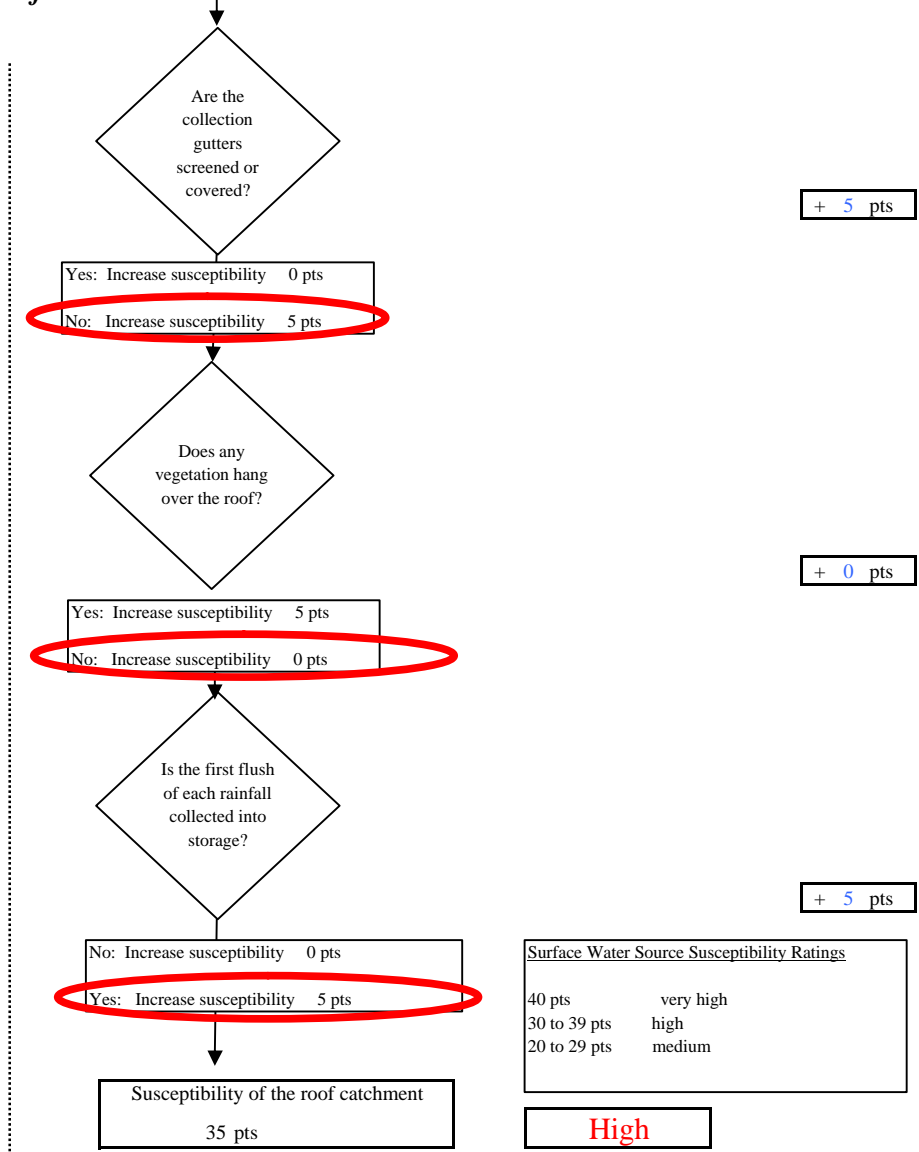 Are the
collection
gutters
screened or
covered?
+ 5 pts
Yes: Increase susceptibility 0 pts
No: Increase susceptibility 5 pts
Does any
vegetation hang
over the roof?
+ 0 pts
Yes: Increase susceptibility 5 pts
No: Increase susceptibility 0 pts
Is the first flush
of each rainfall
collected into
storage?
+ 5 pts
No: Increase susceptibility 0 pts
Yes: Increase susceptibility 5 pts
Surface Water Source Susceptibility Ratings
40 pts very high
30 to 39 pts high
20 to 29 pts medium
Susceptibility of the roof catchment
35 pts
High